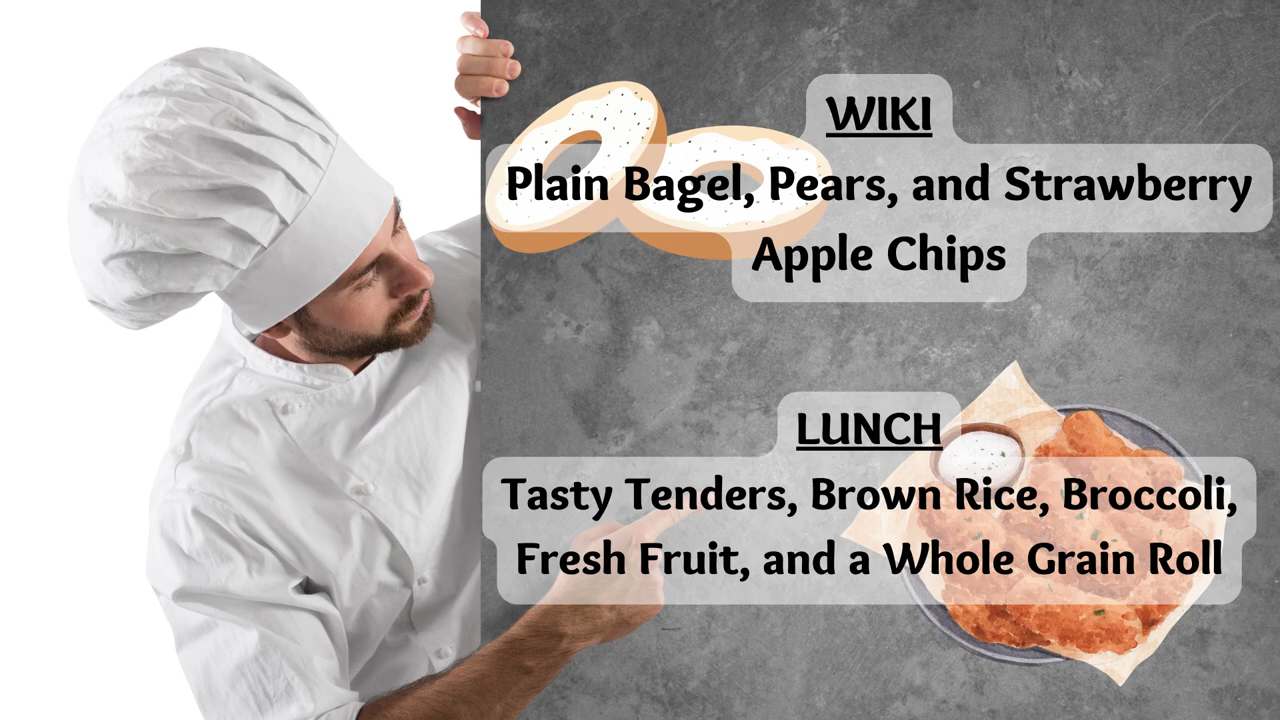 WIKI
Plain Bagel, Pears, and Strawberry
Apple Chips
LUNCH
Tasty Tenders, Brown Rice, Broccoli,
Fresh Fruit, and a Whole Grain Roll